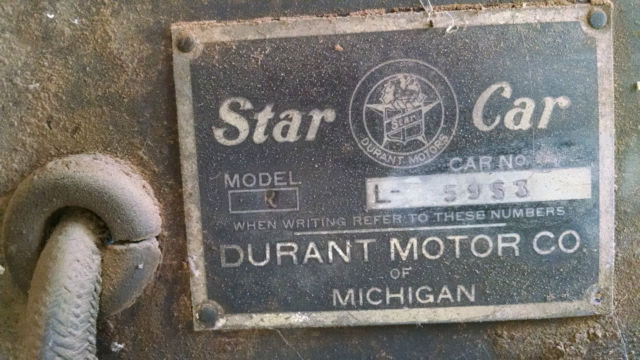 Star Car
Star
DURANT MOTORS
MODEL
R
CAR NO.
L- 5953
WHEN WRITING REFER TO THESE NUMBERS
DURANT MOTOR CO.
OF
MICHIGAN